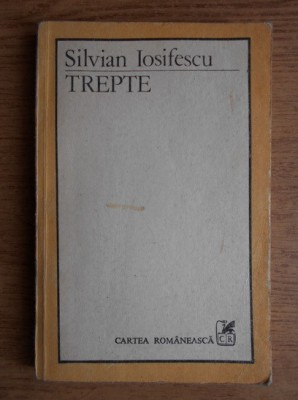 Silvian Iosifescu
TREPTE
CARTEA ROMÂNEASCĂ
CR